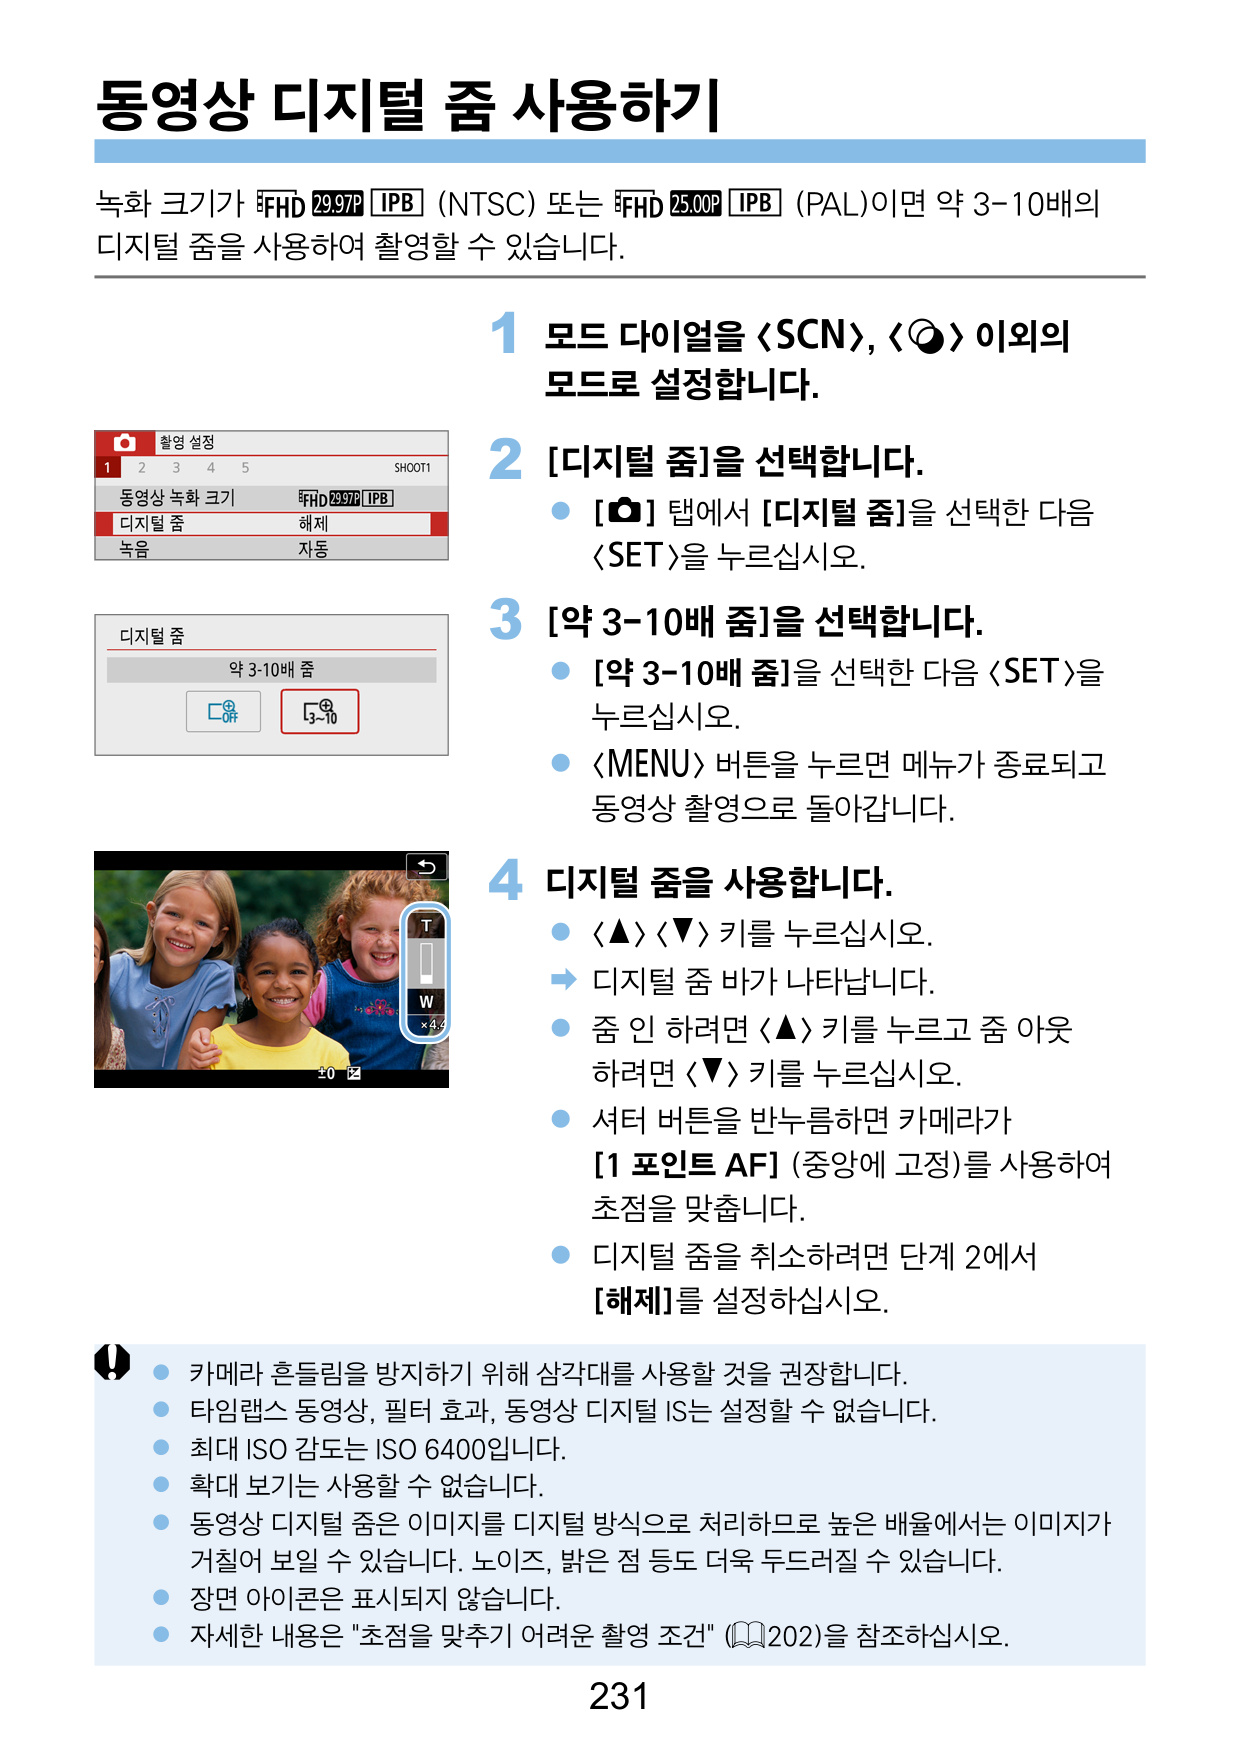 동영상 디지털 줌 사용하기
녹화 크기가 FHD 29.97P IPB (NTSC) 또는 FHD 25.00P IPB (PAL)이면 약 3-10배의
디지털 줌을 사용하여 촬영할 수 있습니다.
1 모드 다이얼을 〈SCN〉, 〈〉 이외의
모드로 설정합니다.
촬영 설정
1 2 3 4 5 SHOOT1
동영상 녹화 크기 FHD 29.97P IPB
디지털 줌 해제
녹음 자동
2 [디지털 줌]을 선택합니다.
● [] 탭에서 [디지털 줌]을 선택한 다음
〈SET〉을 누르십시오.
디지털 줌
약 3-10배 줌
OFF 3~10
3 [약 3-10배 줌]을 선택합니다.
● [약 3-10배 줌]을 선택한 다음 〈SET〉을
누르십시오.
● 〈MENU〉 버튼을 누르면 메뉴가 종료되고
동영상 촬영으로 돌아갑니다.
T
W
×4.4
±0
4 디지털 줌을 사용합니다.
● 〈▲〉〈▼〉 키를 누르십시오.
➡ 디지털 줌 바가 나타납니다.
● 줌 인 하려면 〈▲〉 키를 누르고 줌 아웃
하려면 〈▼〉 키를 누르십시오.
● 셔터 버튼을 반누름하면 카메라가
[1 포인트 AF] (중앙에 고정)를 사용하여
초점을 맞춥니다.
● 디지털 줌을 취소하려면 단계 2에서
[해제]를 설정하십시오.
● 카메라 흔들림을 방지하기 위해 삼각대를 사용할 것을 권장합니다.
● 타임랩스 동영상, 필터 효과, 동영상 디지털 IS는 설정할 수 없습니다.
● 최대 ISO 감도는 ISO 6400입니다.
● 확대 보기는 사용할 수 없습니다.
● 동영상 디지털 줌은 이미지를 디지털 방식으로 처리하므로 높은 배율에서는 이미지가
거칠어 보일 수 있습니다. 노이즈, 밝은 점 등도 더욱 두드러질 수 있습니다.
● 장면 아이콘은 표시되지 않습니다.
● 자세한 내용은 "초점을 맞추기 어려운 촬영 조건" (202)을 참조하십시오.
231